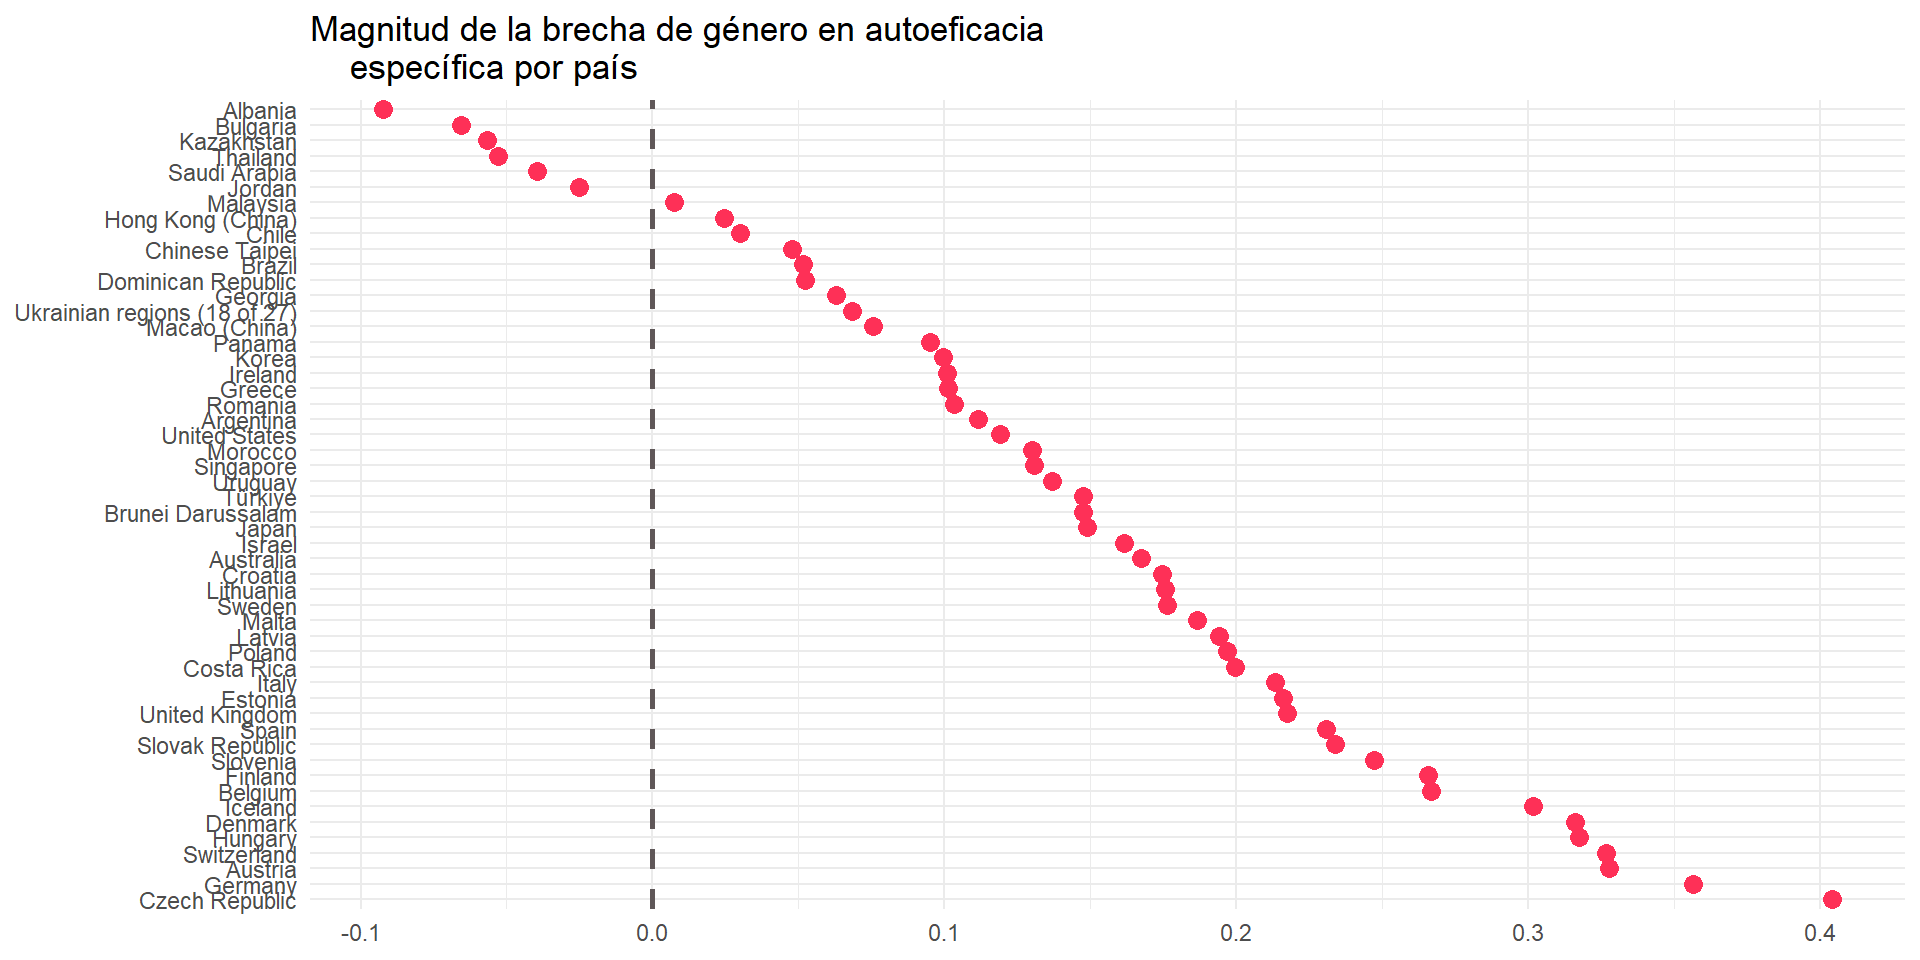 Magnitud de la brecha de género en autoeficacia
específica por país
Albania
Bulgaria
Kazakhstan
Thailand
Saudi Arabia
Jordan
Malaysia
Hong Kong (China)
Chile
Chinese Taipei
Brazil
Dominican Republic
Georgia
Ukrainian regions (18 of 27)
Macao (China)
Panama
Korea
Ireland
Greece
Romania
Argentina
United States
Morocco
Singapore
Uruguay
Türkiye
Brunei Darussalam
Japan
Israel
Australia
Croatia
Lithuania
Sweden
Malta
Latvia
Poland
Costa Rica
Italy
Estonia
United Kingdom
Spain
Slovak Republic
Slovenia
Finland
Belgium
Iceland
Denmark
Hungary
Switzerland
Austria
Germany
Czech Republic
-0.1 0.0 0.1 0.2 0.3 0.4